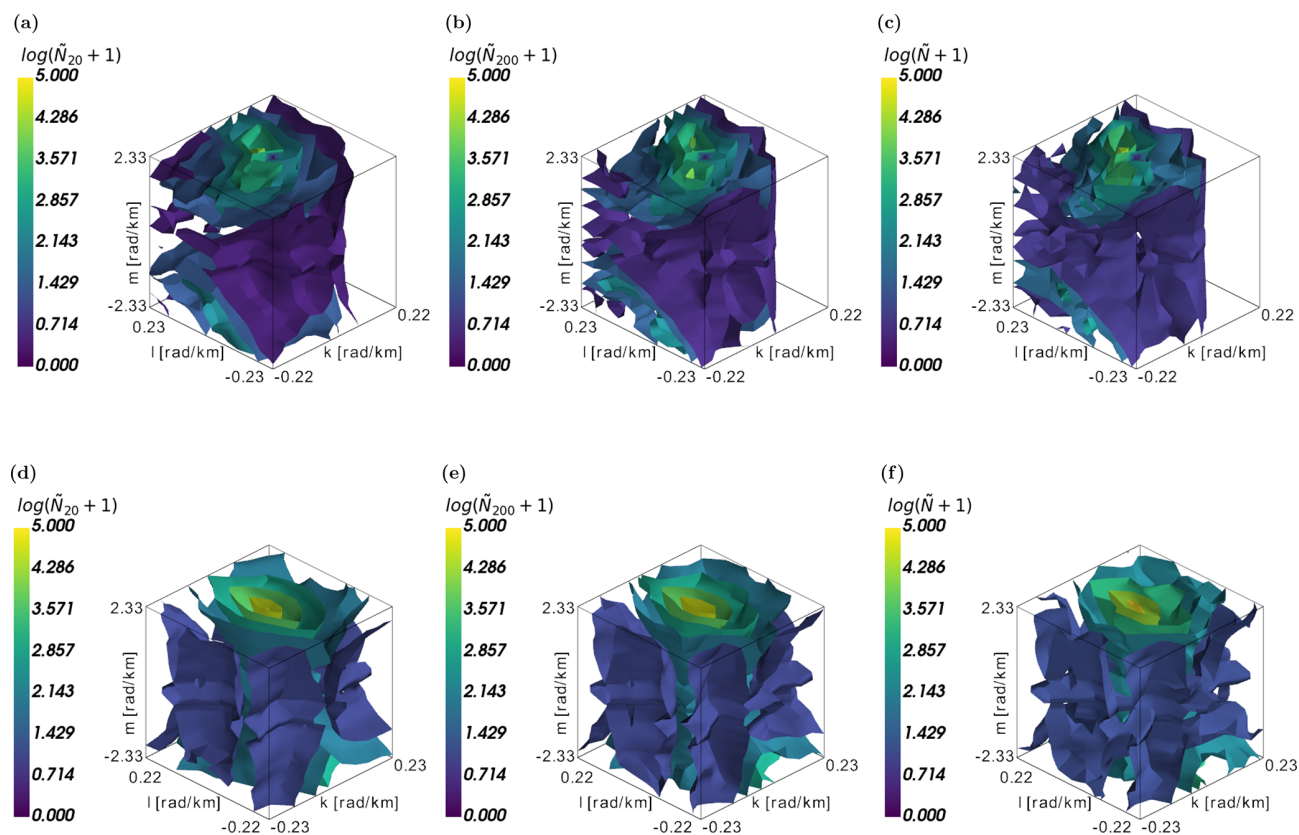 (a)
log(Ñ₂₀ + 1)
5.000
4.286
3.571
2.857
2.143
1.429
0.714
0.000
2.33
m [rad/km]
-2.33
0.23
l [rad/km]
-0.23
-0.22
k [rad/km]
0.22
(b)
log(Ñ₂₀₀ + 1)
5.000
4.286
3.571
2.857
2.143
1.429
0.714
0.000
2.33
m [rad/km]
-2.33
0.23
l [rad/km]
-0.23
-0.22
k [rad/km]
0.22
(c)
log(Ñ + 1)
5.000
4.286
3.571
2.857
2.143
1.429
0.714
0.000
2.33
m [rad/km]
-2.33
0.23
l [rad/km]
-0.23
-0.22
k [rad/km]
0.22
(d)
log(Ñ₂₀ + 1)
5.000
4.286
3.571
2.857
2.143
1.429
0.714
0.000
2.33
m [rad/km]
-2.33
0.22
l [rad/km]
-0.22
-0.23
k [rad/km]
0.23
(e)
log(Ñ₂₀₀ + 1)
5.000
4.286
3.571
2.857
2.143
1.429
0.714
0.000
2.33
m [rad/km]
-2.33
0.22
l [rad/km]
-0.22
-0.23
k [rad/km]
0.23
(f)
log(Ñ + 1)
5.000
4.286
3.571
2.857
2.143
1.429
0.714
0.000
2.33
m [rad/km]
-2.33
0.22
l [rad/km]
-0.22
-0.23
k [rad/km]
0.23